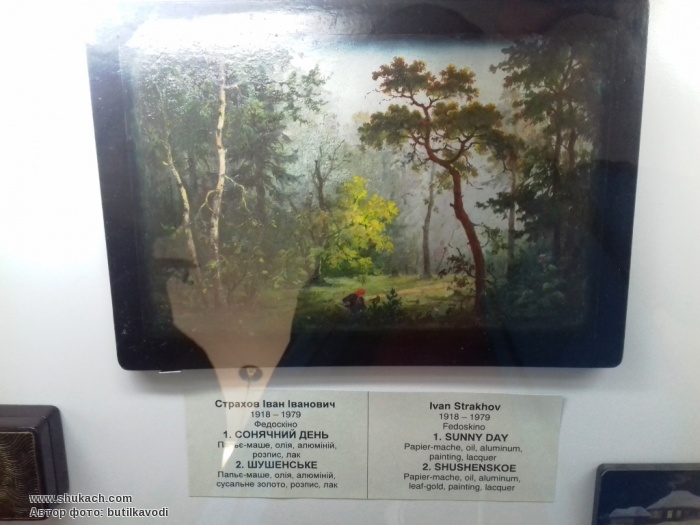 Страхов Іван Іванович
1918 – 1979
Федоскіно
1. СОНЯЧНИЙ ДЕНЬ
Пап'є-маше, олія, алюміній,
розпис, лак
2. ШУШЕНСЬКЕ
Пап'є-маше, олія, алюміній,
сусальне золото, розпис, лак
Ivan Strakhov
1918 – 1979
Fedoskino
1. SUNNY DAY
Papier-mache, oil, aluminum,
painting, lacquer
2. SHUSHENSKOE
Papier-mache, oil, aluminum,
leaf-gold, painting, lacquer
www.shukach.com
Автор фото: butilkavodi